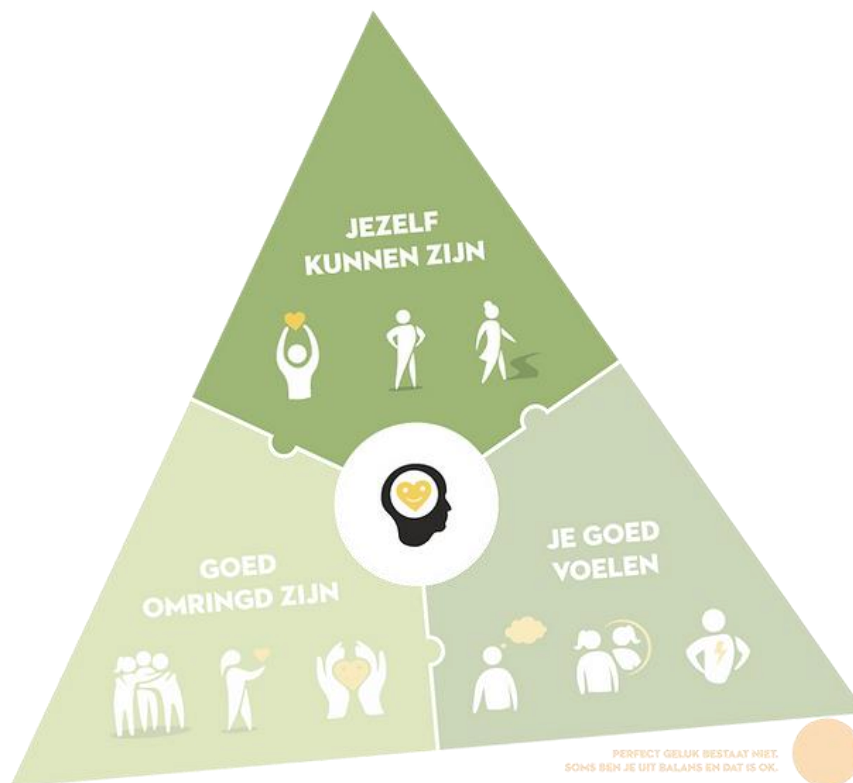 JEZELF
KUNNEN ZIJN
GOED
OMRINGD ZIJN
JE GOED
VOELEN
PERFECT GELUK BESTAAT NIET.
SOMS BEN JE UIT BALANS EN DAT IS OK.